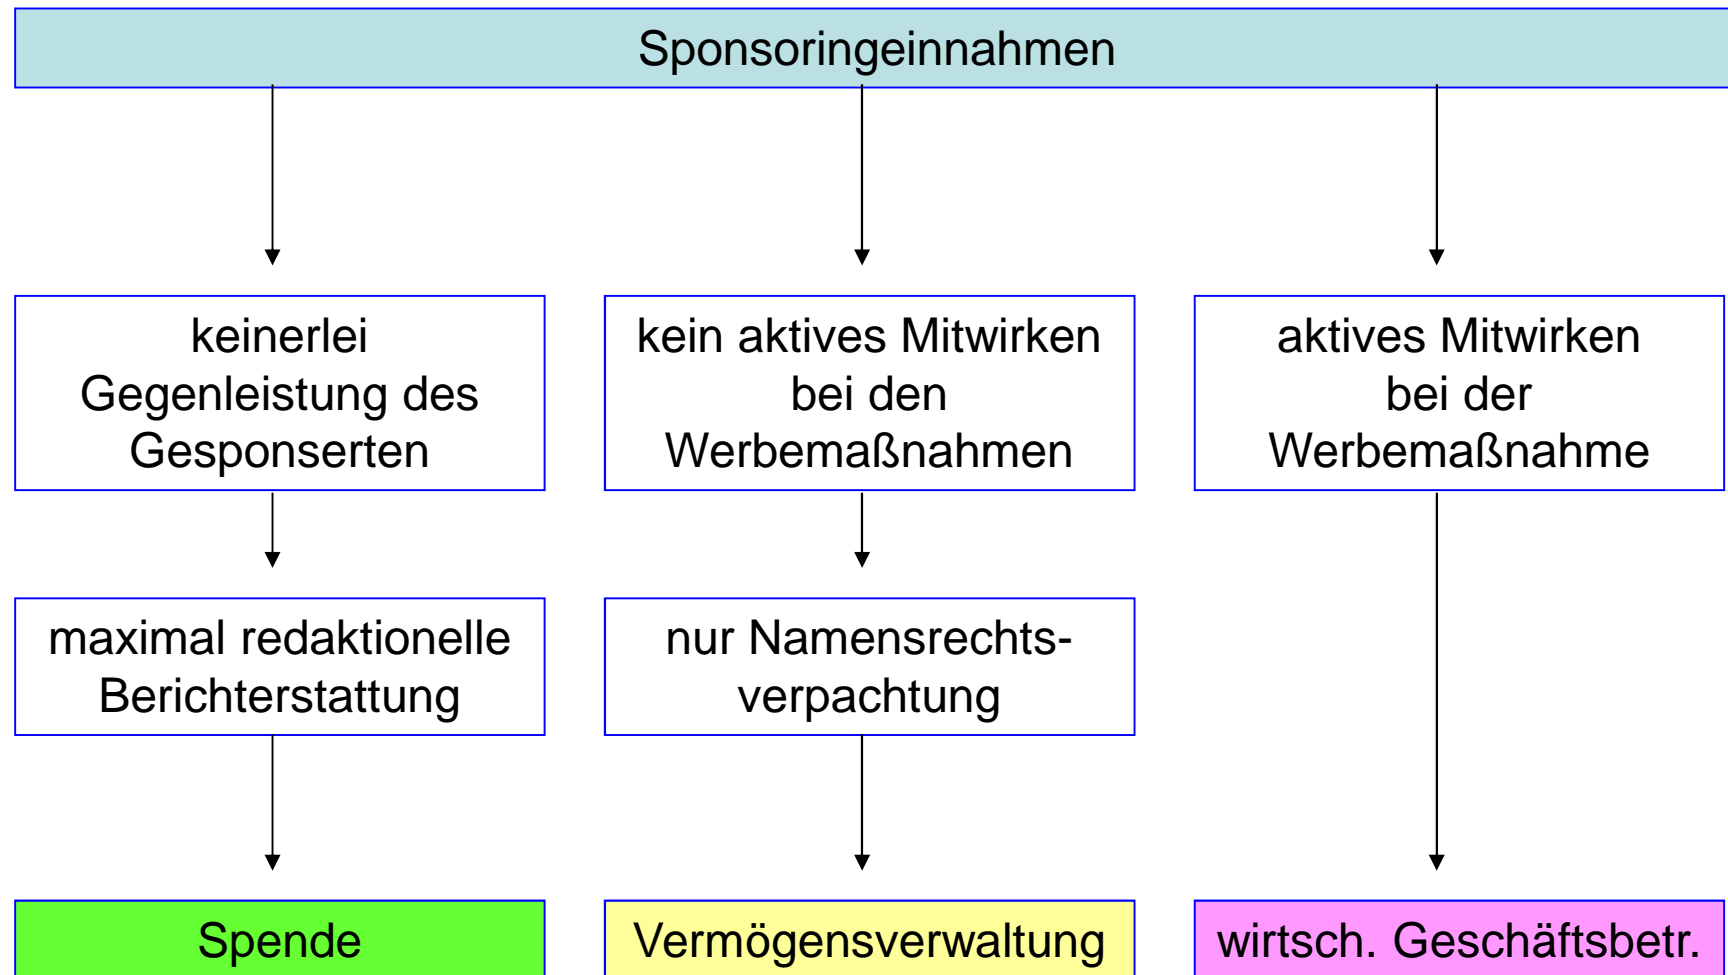 Sponsoringeinnahmen
keinerlei
Gegenleistung des
Gesponserten
kein aktives Mitwirken
bei den
Werbemaßnahmen
aktives Mitwirken
bei der
Werbemaßnahme
maximal redaktionelle
Berichterstattung
nur Namensrechts-
verpachtung
Spende
Vermögensverwaltung
wirtsch. Geschäftsbetr.